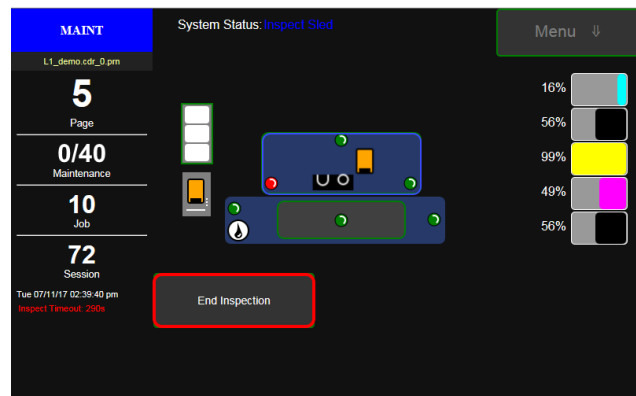 MAINT
System Status: Inspect Sled
Menu ⇓
L1_demo.cdr_0.prn
5
Page
0/40
Maintenance
10
Job
72
Session
Tue 07/11/17 02:39:40 pm
Inspect Timeout: 290s
16%
56%
99%
49%
56%
End Inspection